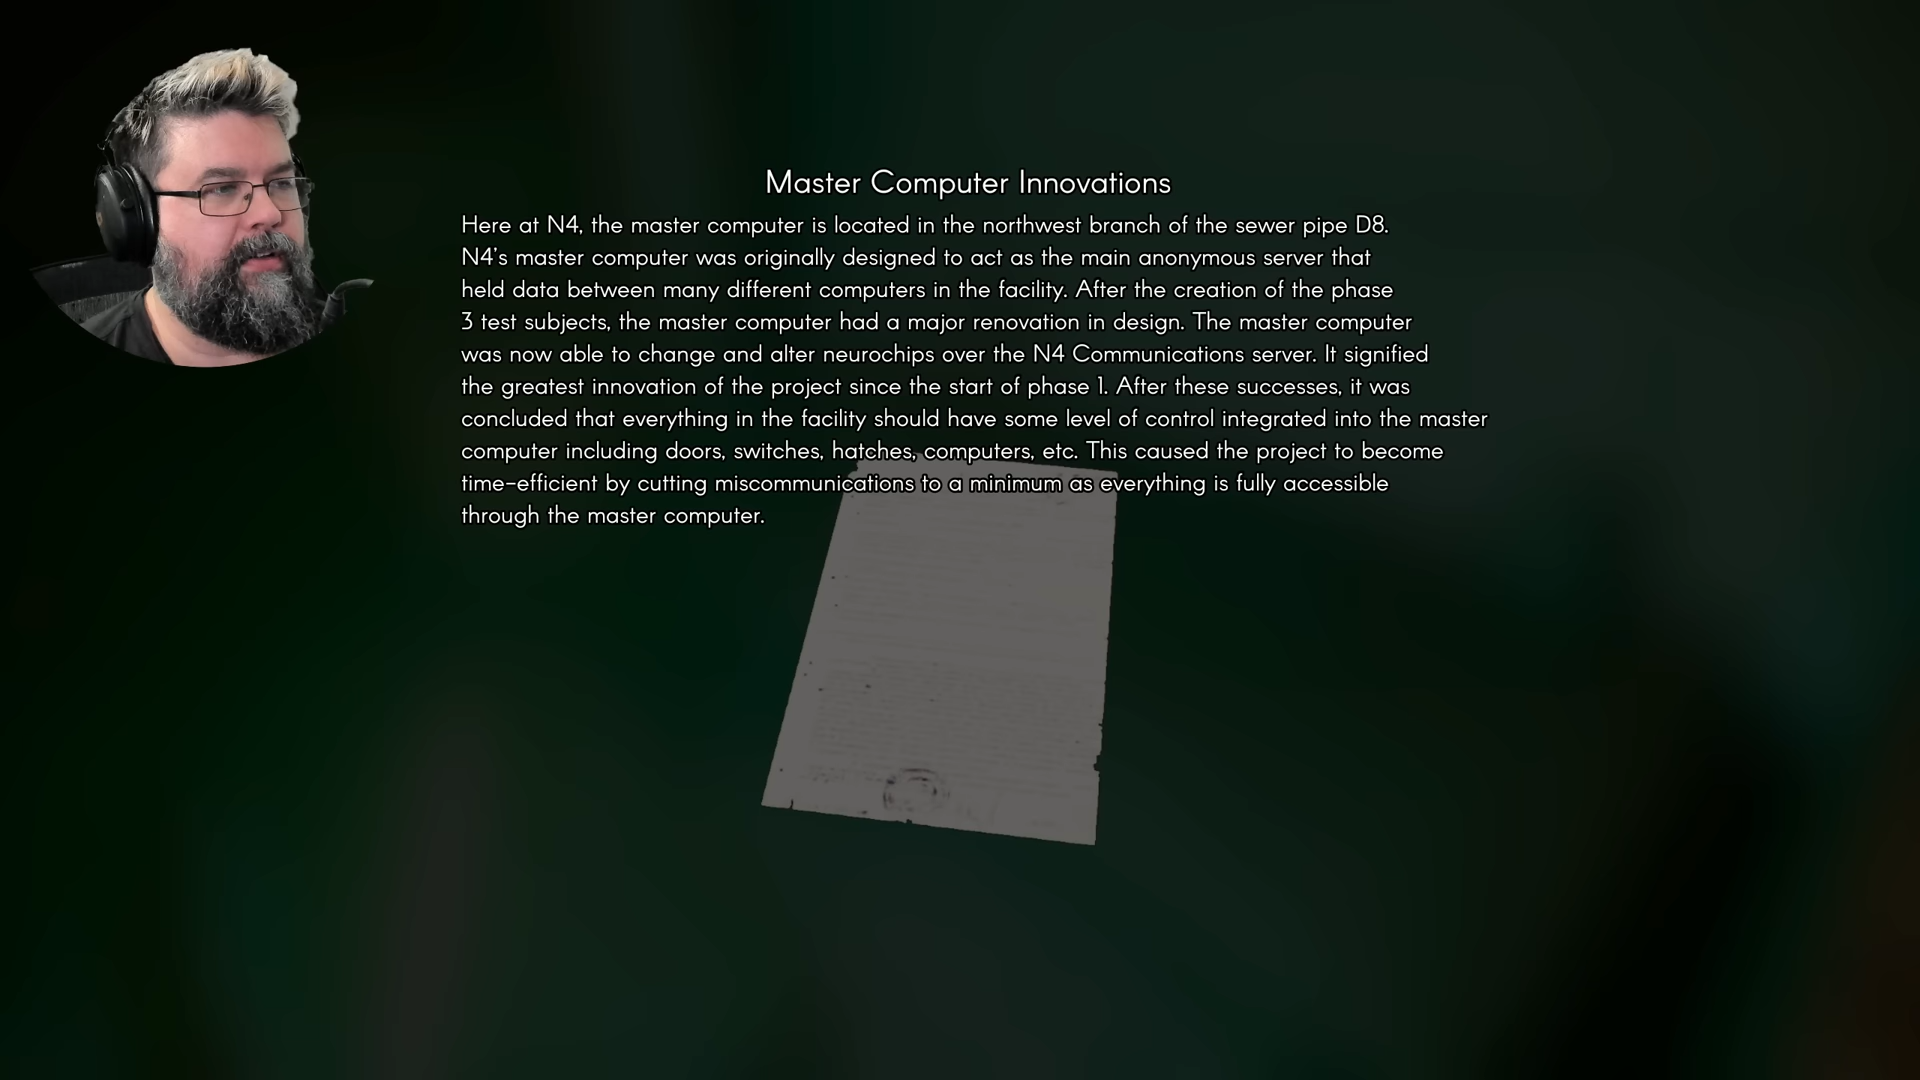 Master Computer Innovations
Here at N4, the master computer is located in the northwest branch of the sewer pipe D8.
N4's master computer was originally designed to act as the main anonymous server that
held data between many different computers in the facility. After the creation of the phase
3 test subjects, the master computer had a major renovation in design. The master computer
was now able to change and alter neurochips over the N4 Communications server. It signified
the greatest innovation of the project since the start of phase 1. After these successes, it was
concluded that everything in the facility should have some level of control integrated into the master
computer including doors, switches, hatches, computers, etc. This caused the project to become
time-efficient by cutting miscommunications to a minimum as everything is fully accessible
through the master computer.